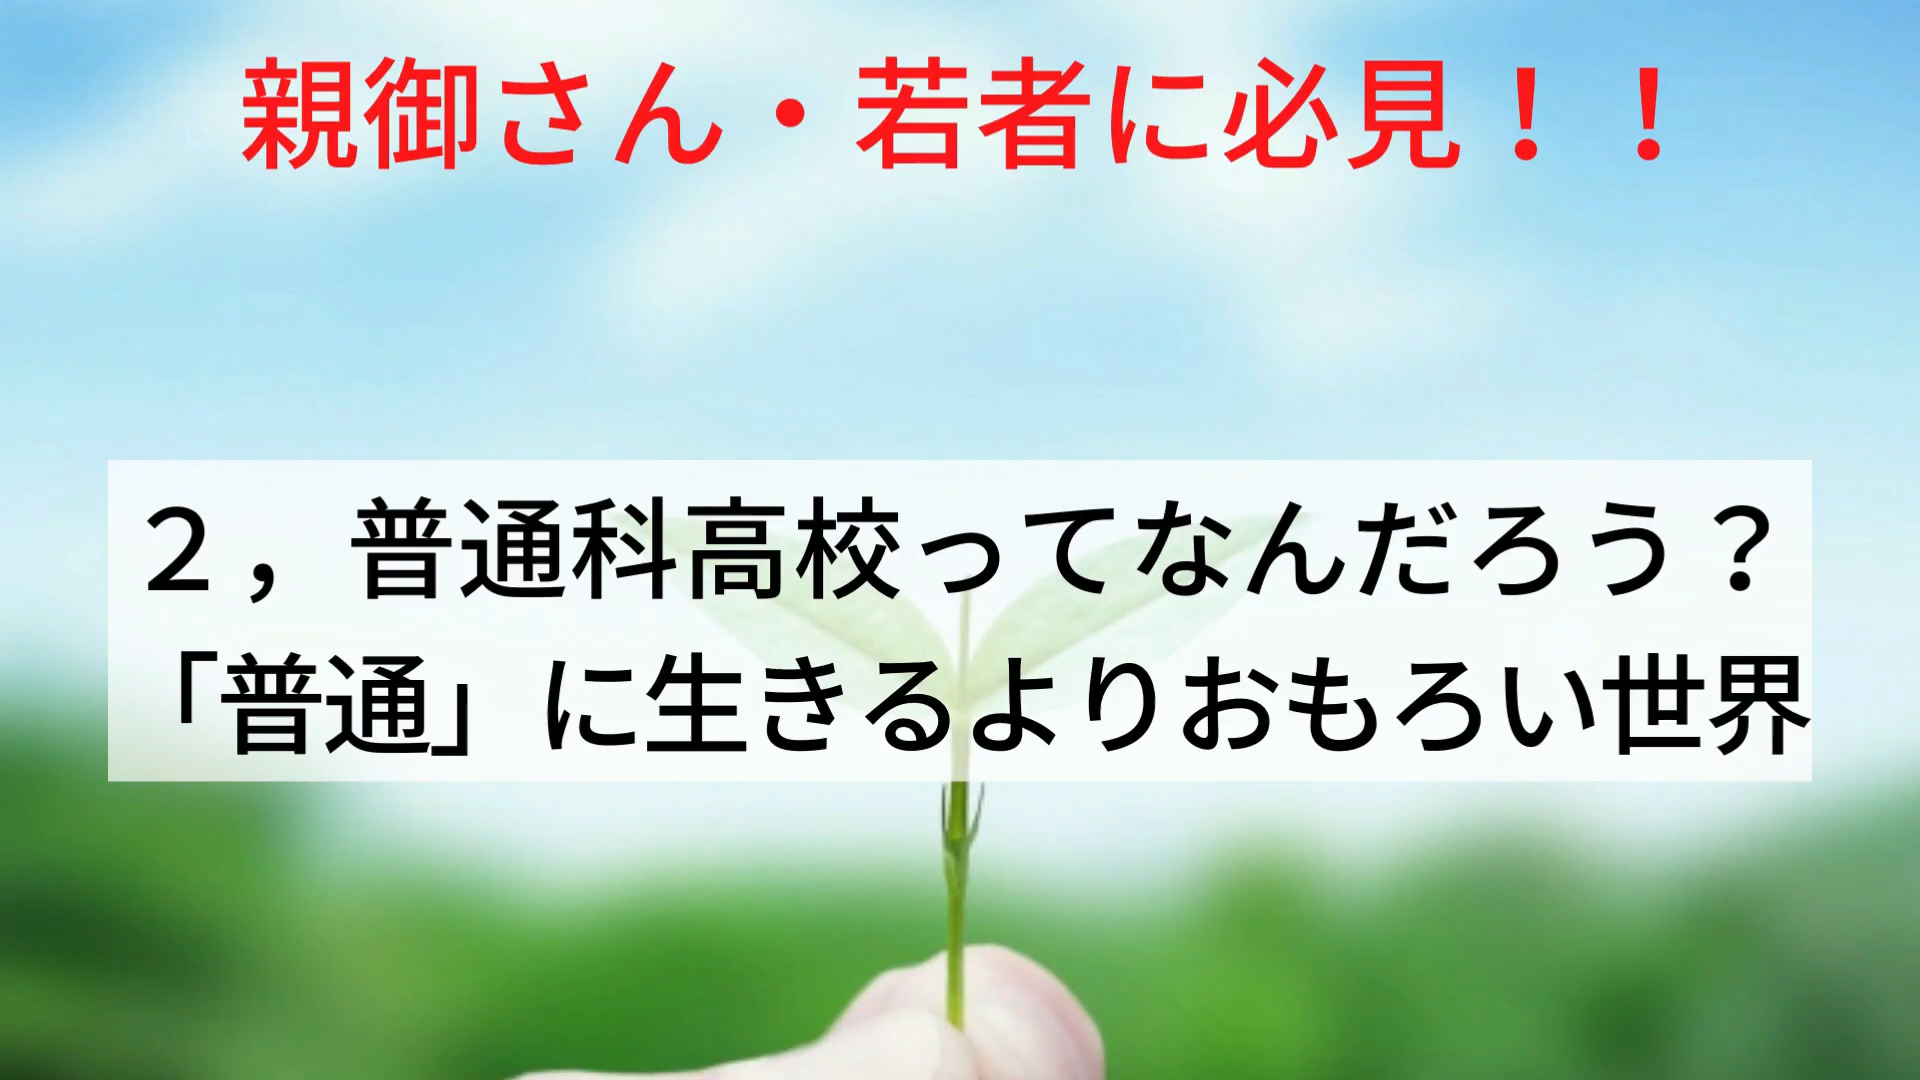 親御さん・若者に必見！！
２，普通科高校ってなんだろう？
「普通」に生きるよりおもろい世界